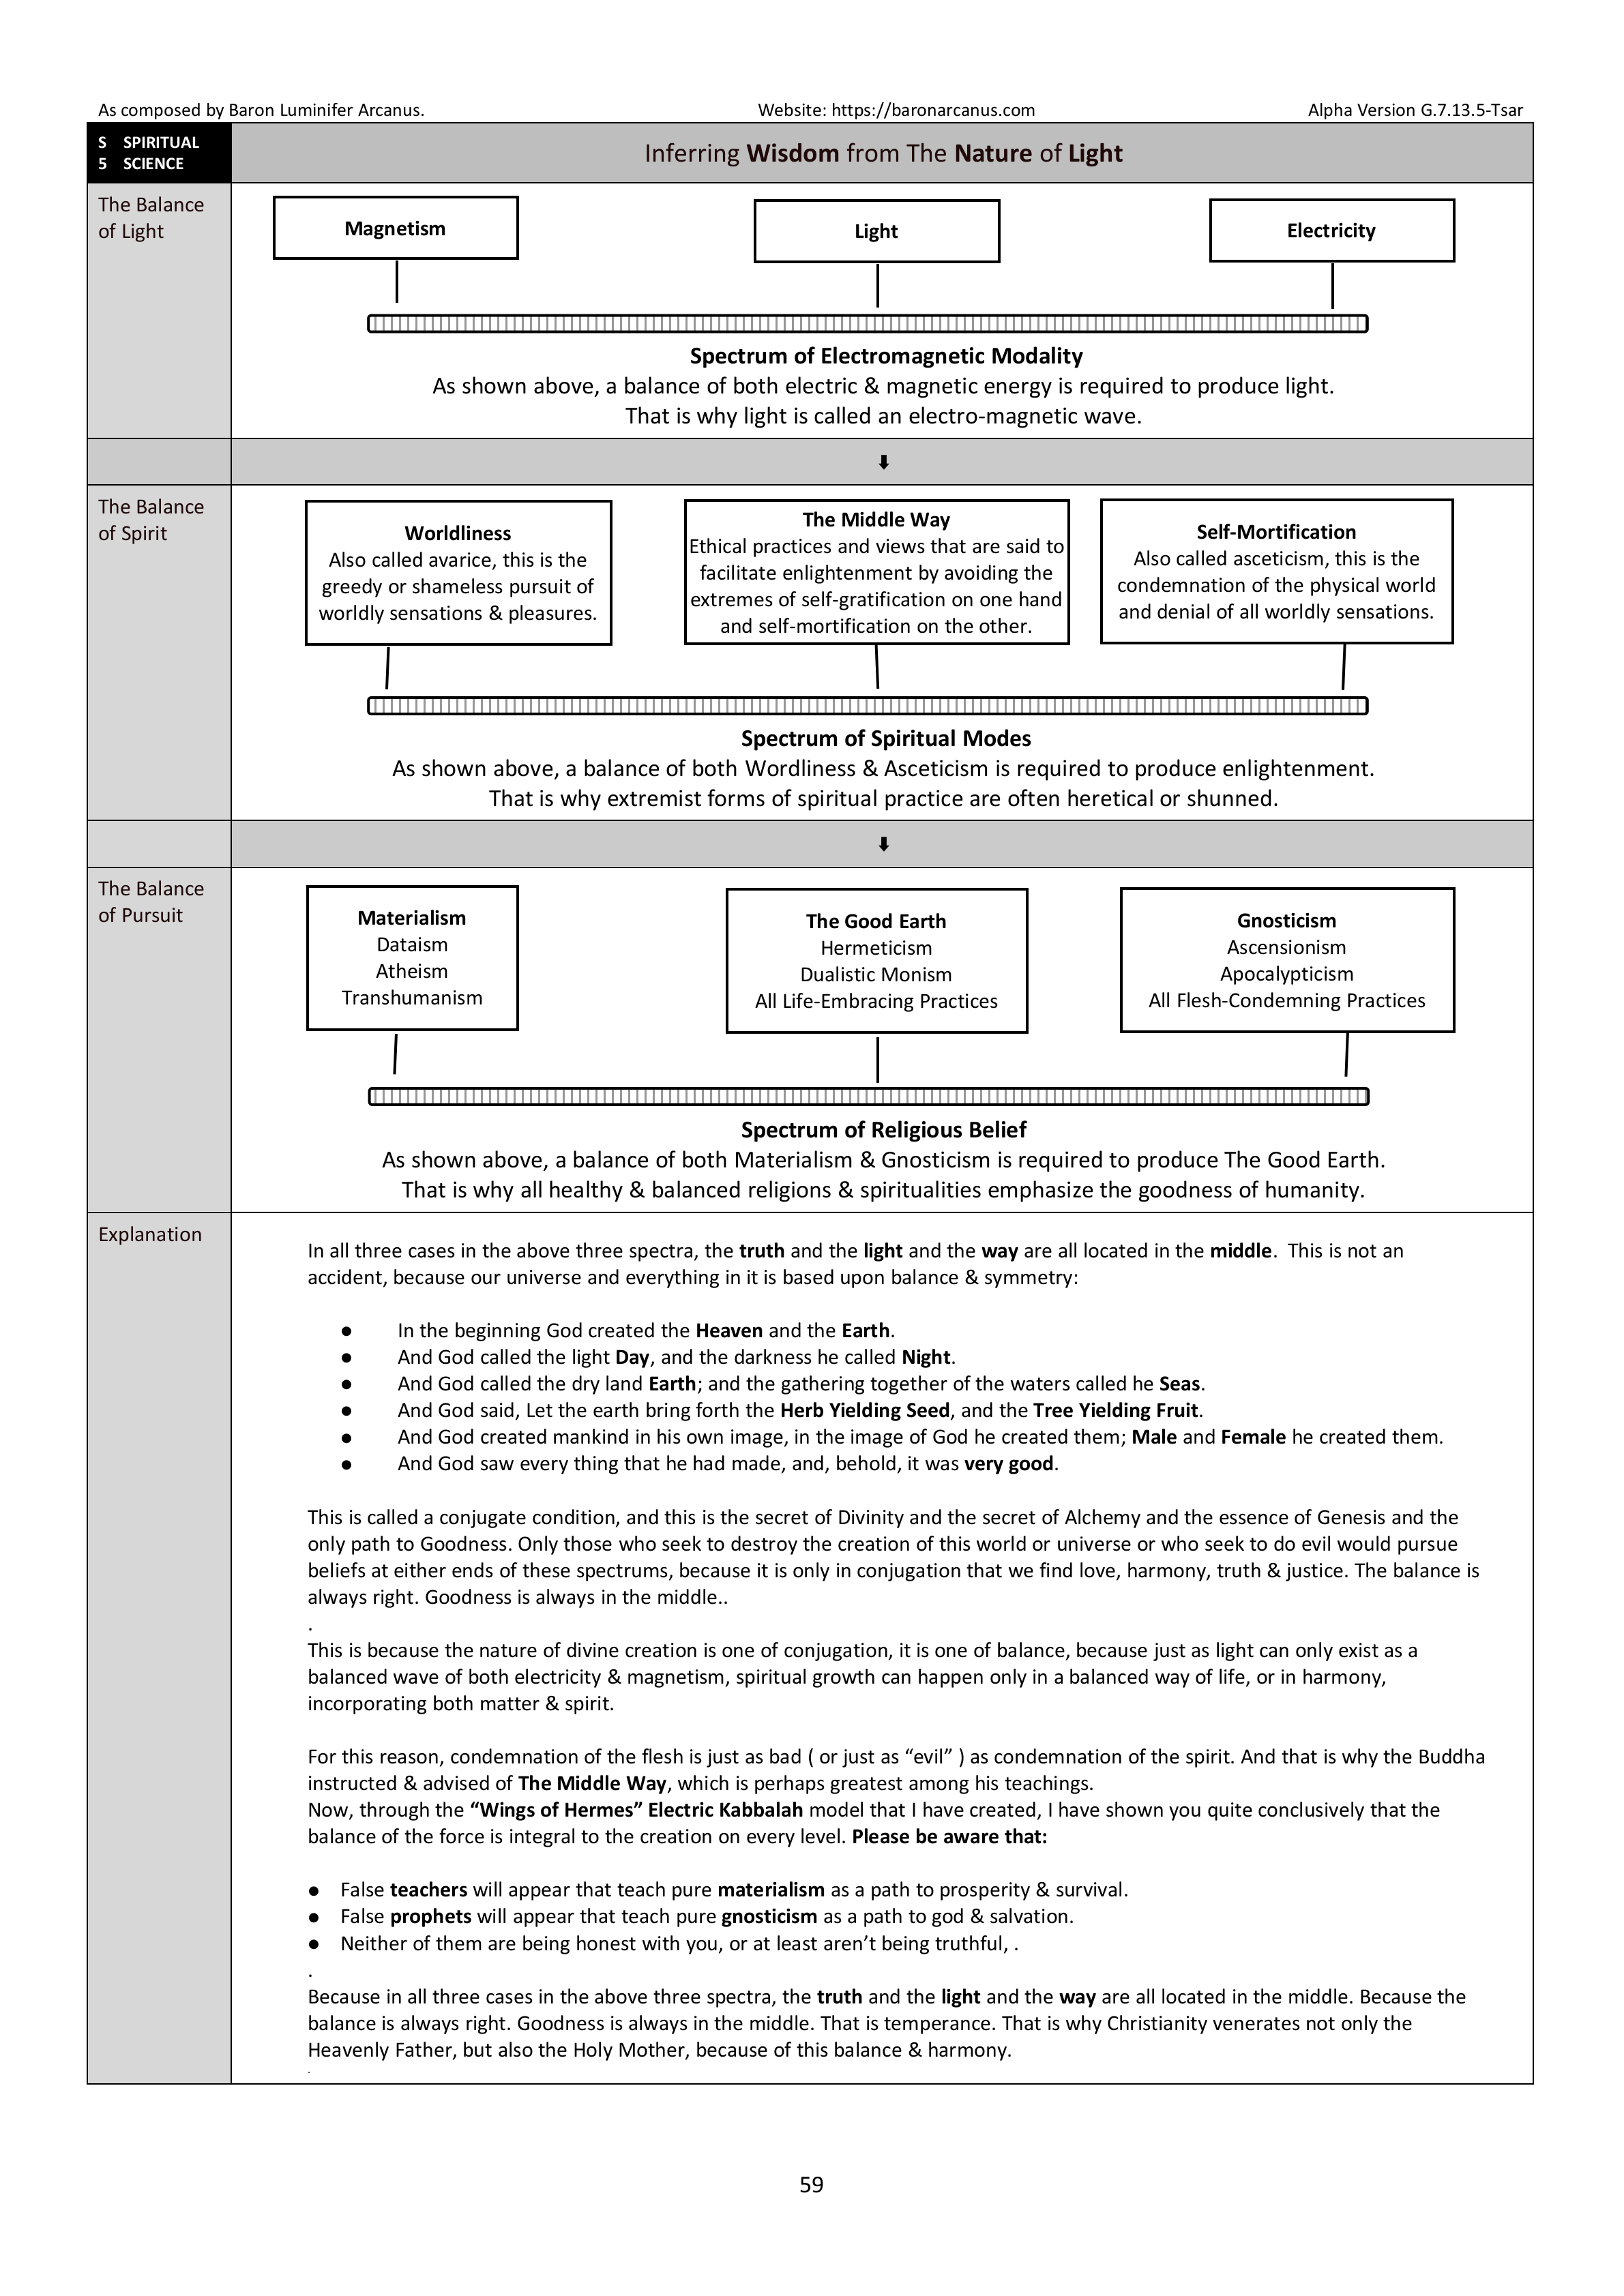 As composed by Baron Luminifer Arcanus.
Website: https://baronarcanus.com
Alpha Version G.7.13.5-Tsar
S SPIRITUAL
5 SCIENCE
Inferring Wisdom from The Nature of Light
The Balance
of Light
Magnetism
Light
Electricity
Spectrum of Electromagnetic Modality
As shown above, a balance of both electric & magnetic energy is required to produce light.
That is why light is called an electro-magnetic wave.
⬇
The Balance
of Spirit
Worldliness
Also called avarice, this is the
greedy or shameless pursuit of
worldly sensations & pleasures.
The Middle Way
Ethical practices and views that are said to
facilitate enlightenment by avoiding the
extremes of self-gratification on one hand
and self-mortification on the other.
Self-Mortification
Also called asceticism, this is the
condemnation of the physical world
and denial of all worldly sensations.
Spectrum of Spiritual Modes
As shown above, a balance of both Wordliness & Asceticism is required to produce enlightenment.
That is why extremist forms of spiritual practice are often heretical or shunned.
⬇
The Balance
of Pursuit
Materialism
Dataism
Atheism
Transhumanism
The Good Earth
Hermeticism
Dualistic Monism
All Life-Embracing Practices
Gnosticism
Ascensionism
Apocalypticism
All Flesh-Condemning Practices
Spectrum of Religious Belief
As shown above, a balance of both Materialism & Gnosticism is required to produce The Good Earth.
That is why all healthy & balanced religions & spiritualities emphasize the goodness of humanity.
Explanation
In all three cases in the above three spectra, the truth and the light and the way are all located in the middle.  This is not an
accident, because our universe and everything in it is based upon balance & symmetry:
● In the beginning God created the Heaven and the Earth.
● And God called the light Day, and the darkness he called Night.
● And God called the dry land Earth; and the gathering together of the waters called he Seas.
● And God said, Let the earth bring forth the Herb Yielding Seed, and the Tree Yielding Fruit.
● And God created mankind in his own image, in the image of God he created them; Male and Female he created them.
● And God saw every thing that he had made, and, behold, it was very good.
This is called a conjugate condition, and this is the secret of Divinity and the secret of Alchemy and the essence of Genesis and the
only path to Goodness. Only those who seek to destroy the creation of this world or universe or who seek to do evil would pursue
beliefs at either ends of these spectrums, because it is only in conjugation that we find love, harmony, truth & justice. The balance is
always right. Goodness is always in the middle..
.
This is because the nature of divine creation is one of conjugation, it is one of balance, because just as light can only exist as a
balanced wave of both electricity & magnetism, spiritual growth can happen only in a balanced way of life, or in harmony,
incorporating both matter & spirit.
For this reason, condemnation of the flesh is just as bad ( or just as “evil” ) as condemnation of the spirit. And that is why the Buddha
instructed & advised of The Middle Way, which is perhaps greatest among his teachings.
Now, through the “Wings of Hermes” Electric Kabbalah model that I have created, I have shown you quite conclusively that the
balance of the force is integral to the creation on every level. Please be aware that:
● False teachers will appear that teach pure materialism as a path to prosperity & survival.
● False prophets will appear that teach pure gnosticism as a path to god & salvation.
● Neither of them are being honest with you, or at least aren’t being truthful, .
.
Because in all three cases in the above three spectra, the truth and the light and the way are all located in the middle. Because the
balance is always right. Goodness is always in the middle. That is temperance. That is why Christianity venerates not only the
Heavenly Father, but also the Holy Mother, because of this balance & harmony.
.
59